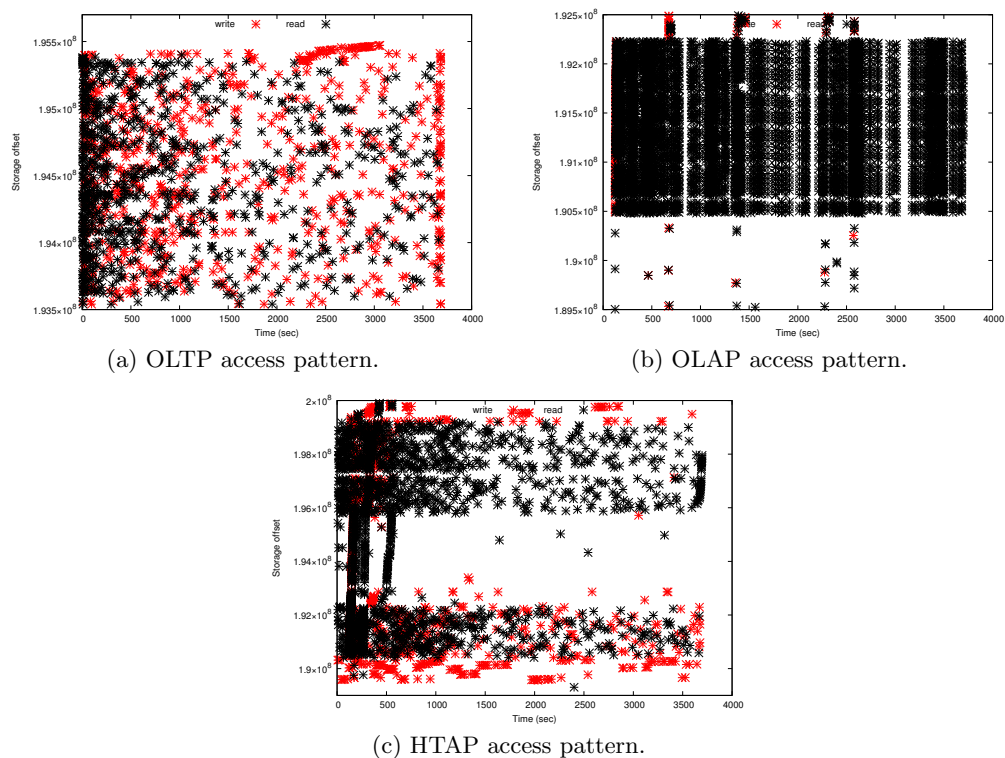 write read
1.955×10^8
1.95×10^8
1.945×10^8
1.94×10^8
1.935×10^8
Storage offset
0 500 1000 1500 2000 2500 3000 3500 4000
Time (sec)
(a) OLTP access pattern.
read
1.925×10^8
1.92×10^8
1.915×10^8
1.91×10^8
1.905×10^8
1.9×10^8
1.895×10^8
Storage offset
0 500 1000 1500 2000 2500 3000 3500 4000
Time (sec)
(b) OLAP access pattern.
write read
2×10^8
1.98×10^8
1.96×10^8
1.94×10^8
1.92×10^8
1.9×10^8
Storage offset
0 500 1000 1500 2000 2500 3000 3500 4000
Time (sec)
(c) HTAP access pattern.